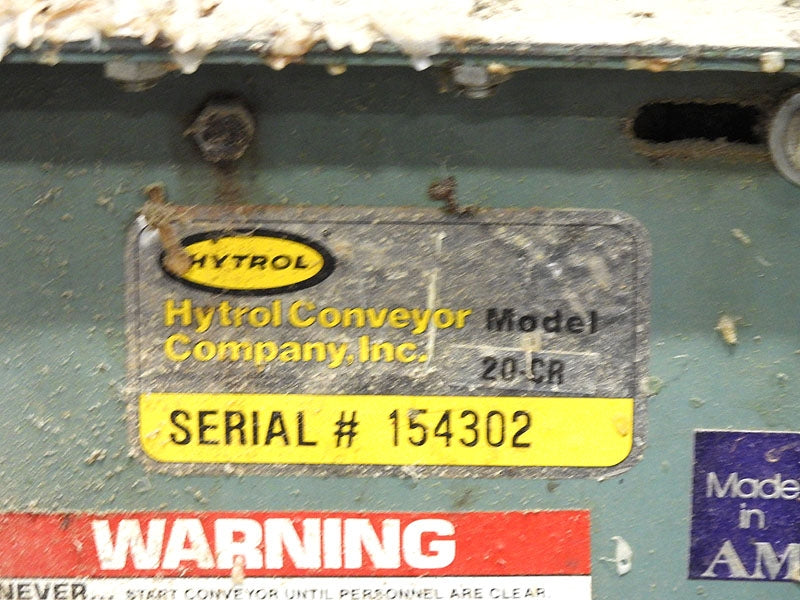 HYTROL
Hytrol Conveyor
Company, Inc.
Model
20-CR
SERIAL # 154302
WARNING
NEVER... START CONVEYOR UNTIL PERSONNEL ARE CLEAR.
Made
in
AM